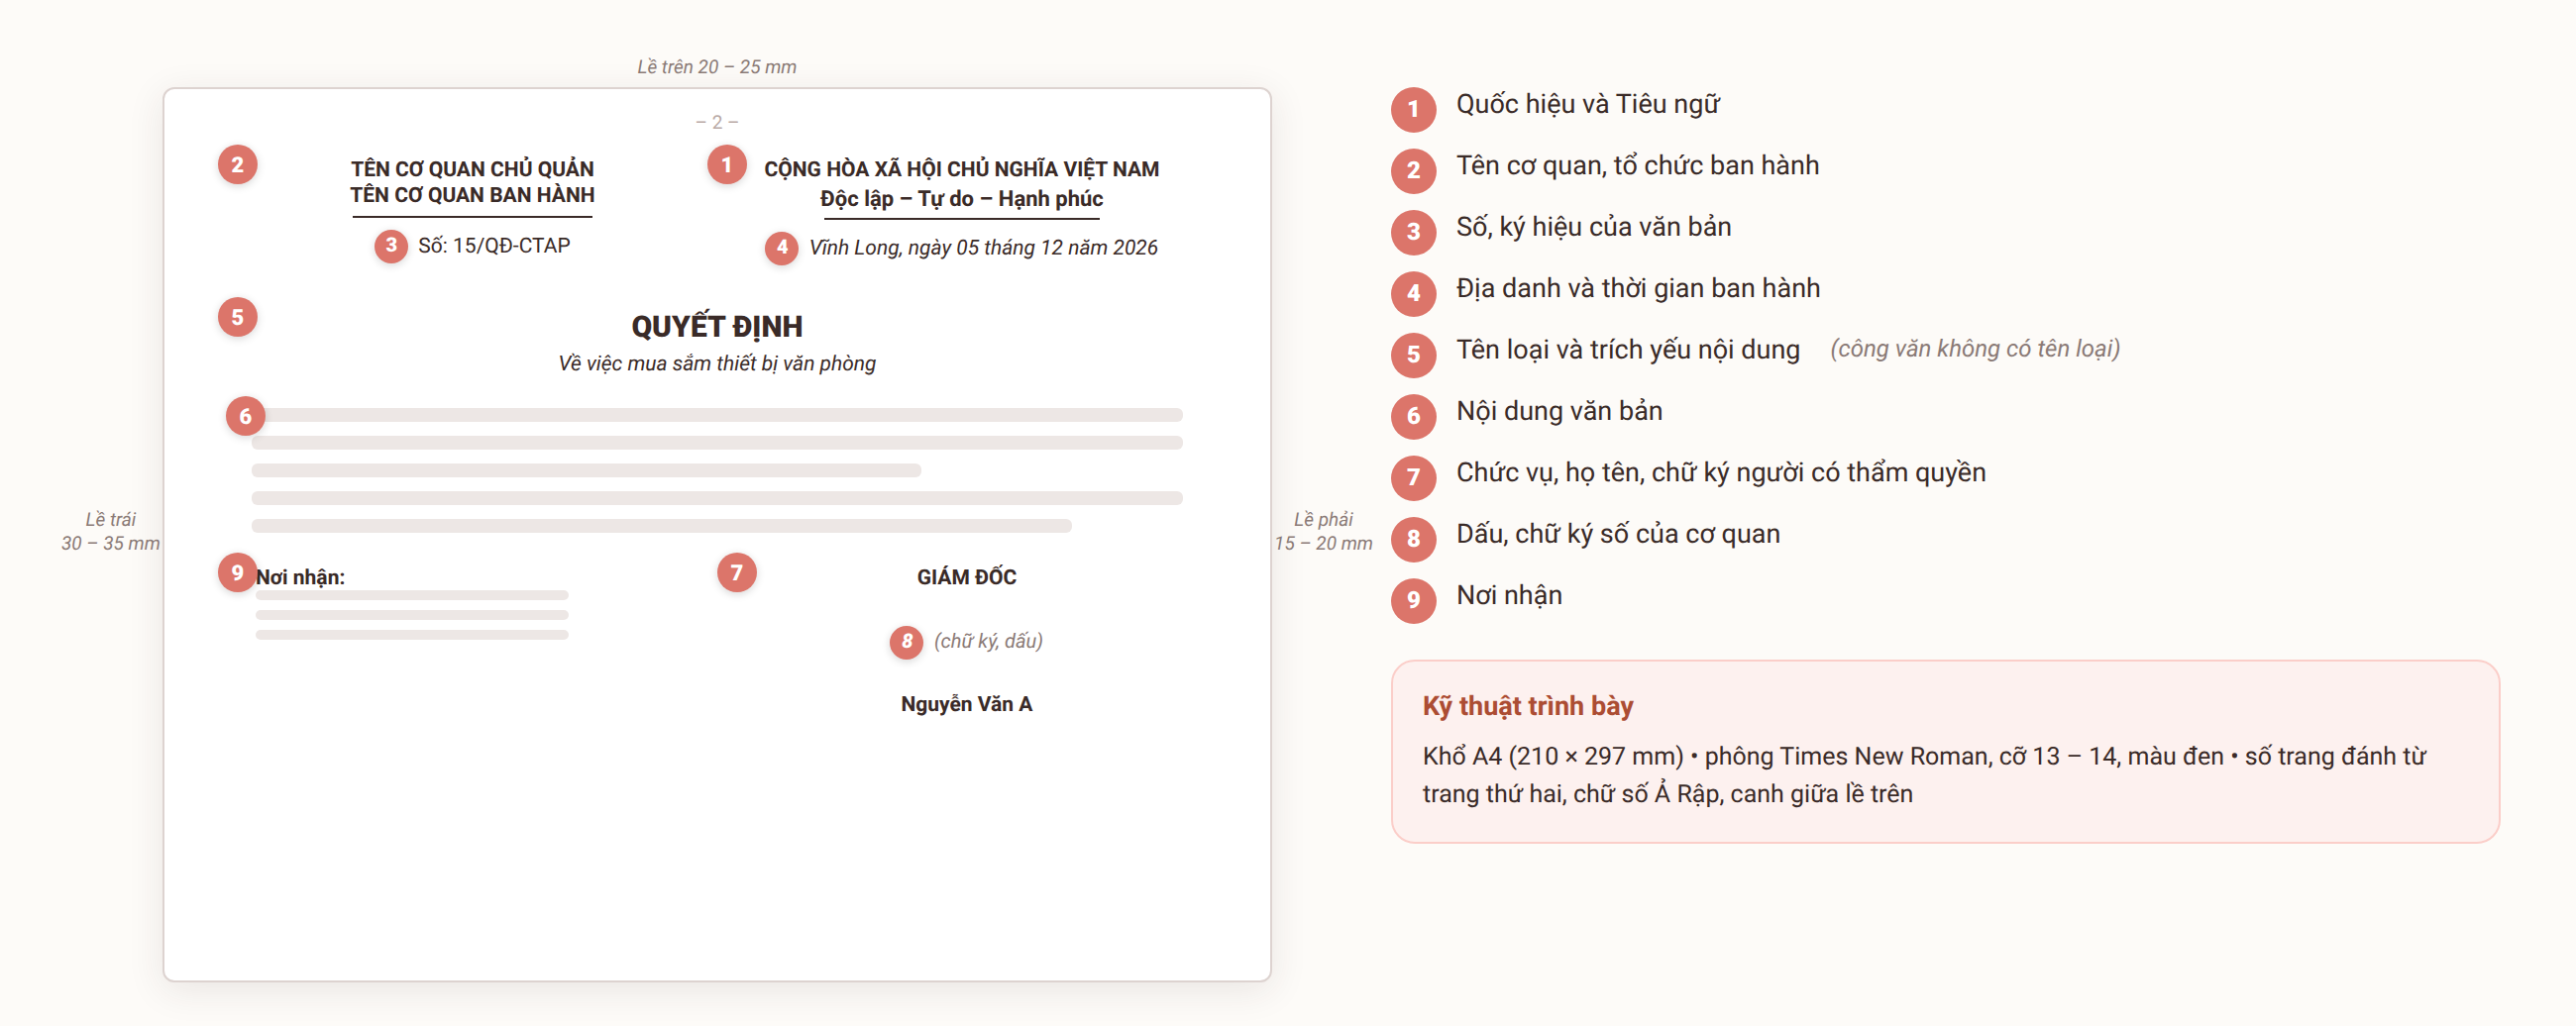 Lề trên 20 – 25 mm
– 2 –
2
TÊN CƠ QUAN CHỦ QUẢN
TÊN CƠ QUAN BAN HÀNH
3 Số: 15/QĐ-CTAP
1
CỘNG HÒA XÃ HỘI CHỦ NGHĨA VIỆT NAM
Độc lập – Tự do – Hạnh phúc
4 Vĩnh Long, ngày 05 tháng 12 năm 2026
5
QUYẾT ĐỊNH
Về việc mua sắm thiết bị văn phòng
6
Lề trái
30 – 35 mm
Lề phải
15 – 20 mm
9 Nơi nhận:
7
GIÁM ĐỐC
8 (chữ ký, dấu)
Nguyễn Văn A
1 Quốc hiệu và Tiêu ngữ
2 Tên cơ quan, tổ chức ban hành
3 Số, ký hiệu của văn bản
4 Địa danh và thời gian ban hành
5 Tên loại và trích yếu nội dung (công văn không có tên loại)
6 Nội dung văn bản
7 Chức vụ, họ tên, chữ ký người có thẩm quyền
8 Dấu, chữ ký số của cơ quan
9 Nơi nhận
Kỹ thuật trình bày
Khổ A4 (210 × 297 mm) • phông Times New Roman, cỡ 13 – 14, màu đen • số trang đánh từ
trang thứ hai, chữ số Ả Rập, canh giữa lề trên